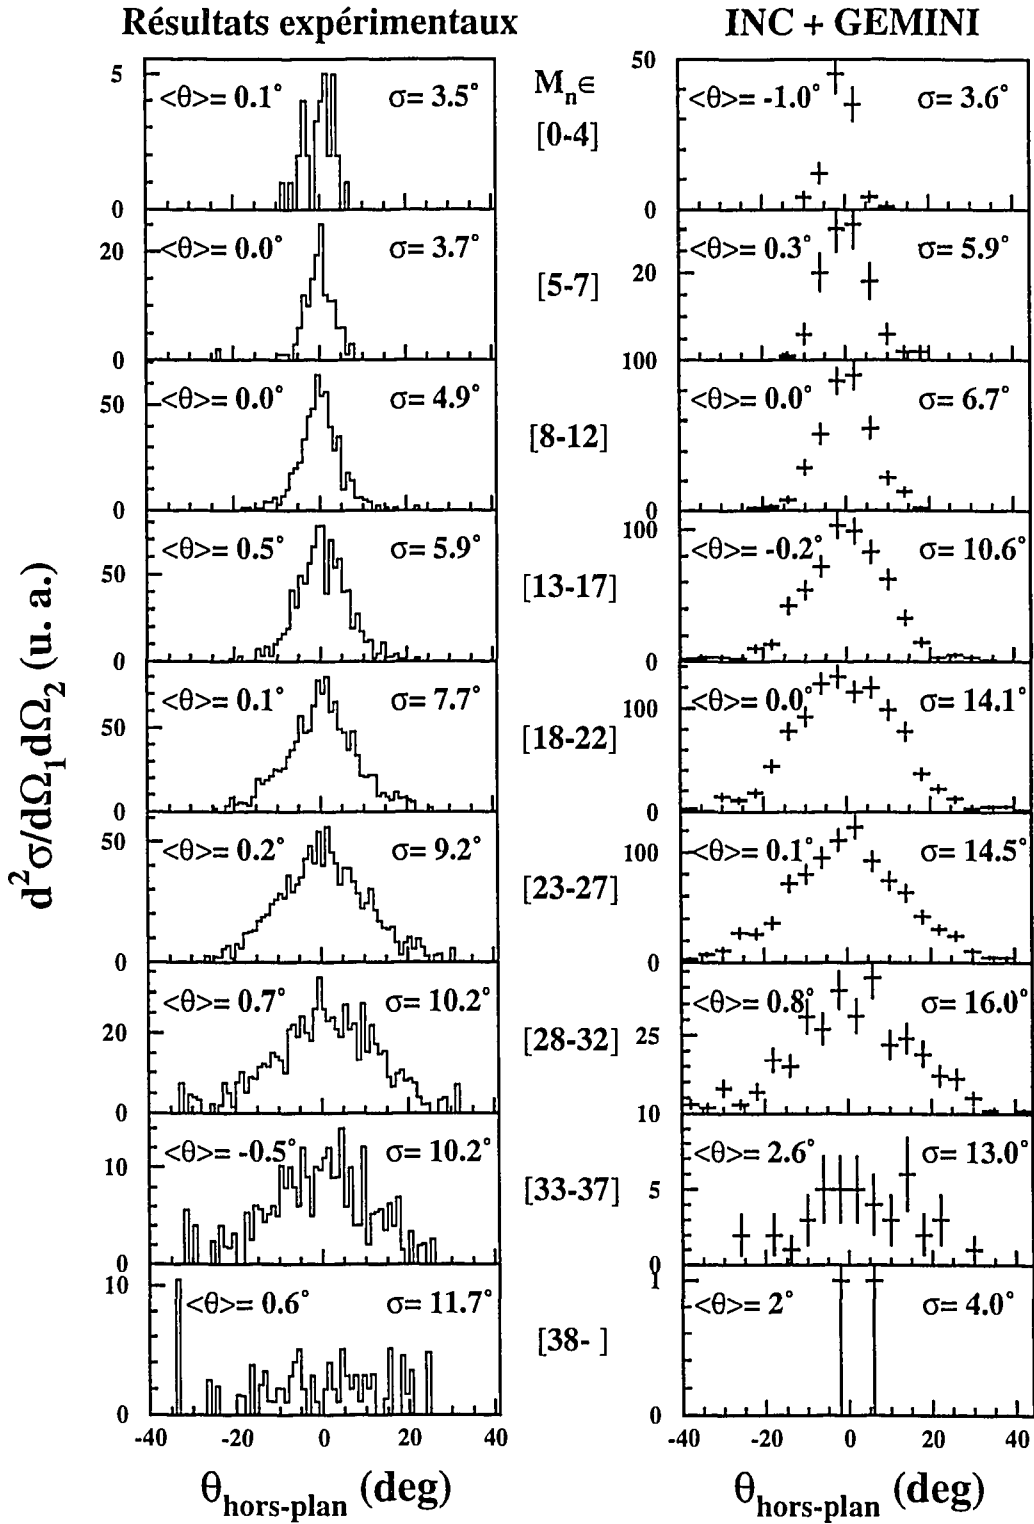 Résultats expérimentaux
INC + GEMINI
5
0
<θ>= 0.1°
σ= 3.5°
Mₙ∈
[0-4]
50
0
<θ>= -1.0°
σ= 3.6°
20
0
<θ>= 0.0°
σ= 3.7°
[5-7]
20
<θ>= 0.3°
σ= 5.9°
50
0
<θ>= 0.0°
σ= 4.9°
[8-12]
100
0
<θ>= 0.0°
σ= 6.7°
50
0
<θ>= 0.5°
σ= 5.9°
[13-17]
100
0
<θ>= -0.2°
σ= 10.6°
50
0
<θ>= 0.1°
σ= 7.7°
[18-22]
100
0
<θ>= 0.0°
σ= 14.1°
50
0
<θ>= 0.2°
σ= 9.2°
[23-27]
100
0
<θ>= 0.1°
σ= 14.5°
20
0
<θ>= 0.7°
σ= 10.2°
[28-32]
25
<θ>= 0.8°
σ= 16.0°
10
0
<θ>= -0.5°
σ= 10.2°
[33-37]
10
5
0
<θ>= 2.6°
σ= 13.0°
10
0
<θ>= 0.6°
σ= 11.7°
[38- ]
1
0
<θ>= 2°
σ= 4.0°
-40 -20 0 20 40
-40 -20 0 20 40
θhors-plan (deg)
θhors-plan (deg)
d²σ/dΩ₁dΩ₂ (u. a.)